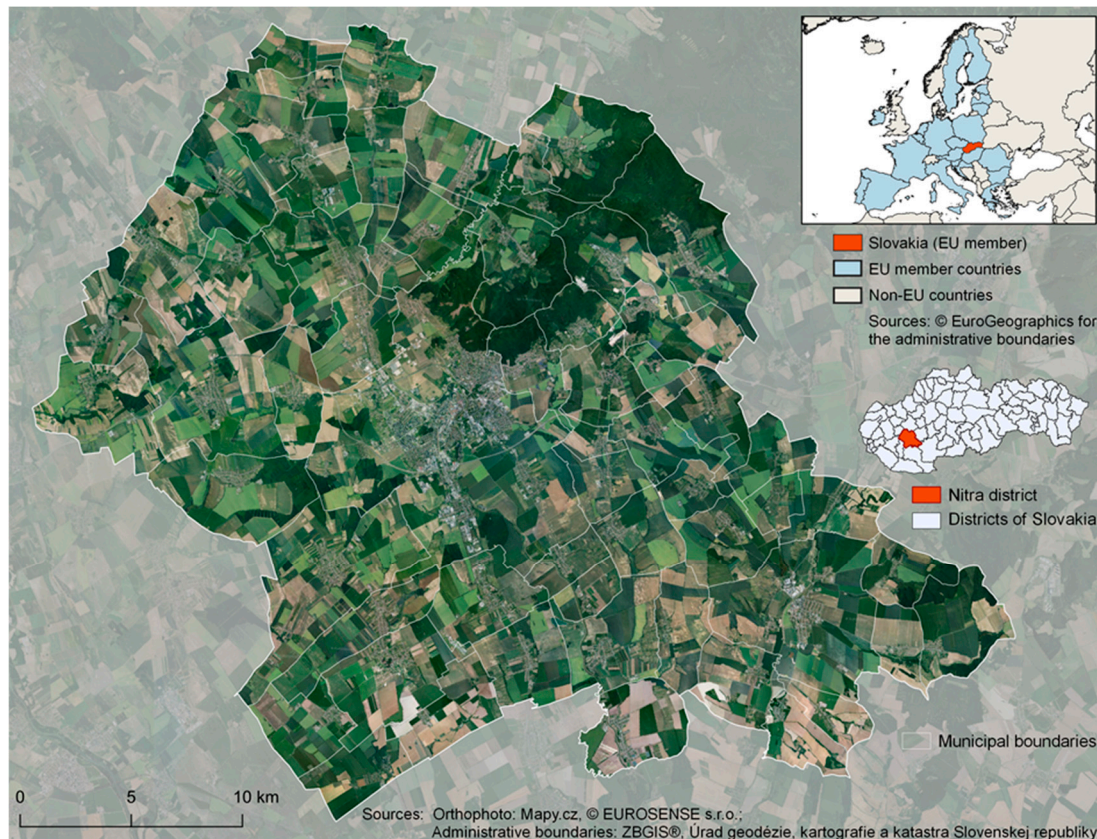 Slovakia (EU member)
EU member countries
Non-EU countries
Sources: © EuroGeographics for
the administrative boundaries
Nitra district
Districts of Slovakia
Municipal boundaries
0 5 10 km
Sources: Orthophoto: Mapy.cz, © EUROSENSE s.r.o.;
Administrative boundaries: ZBGIS®, Úrad geodézie, kartografie a katastra Slovenskej republiky